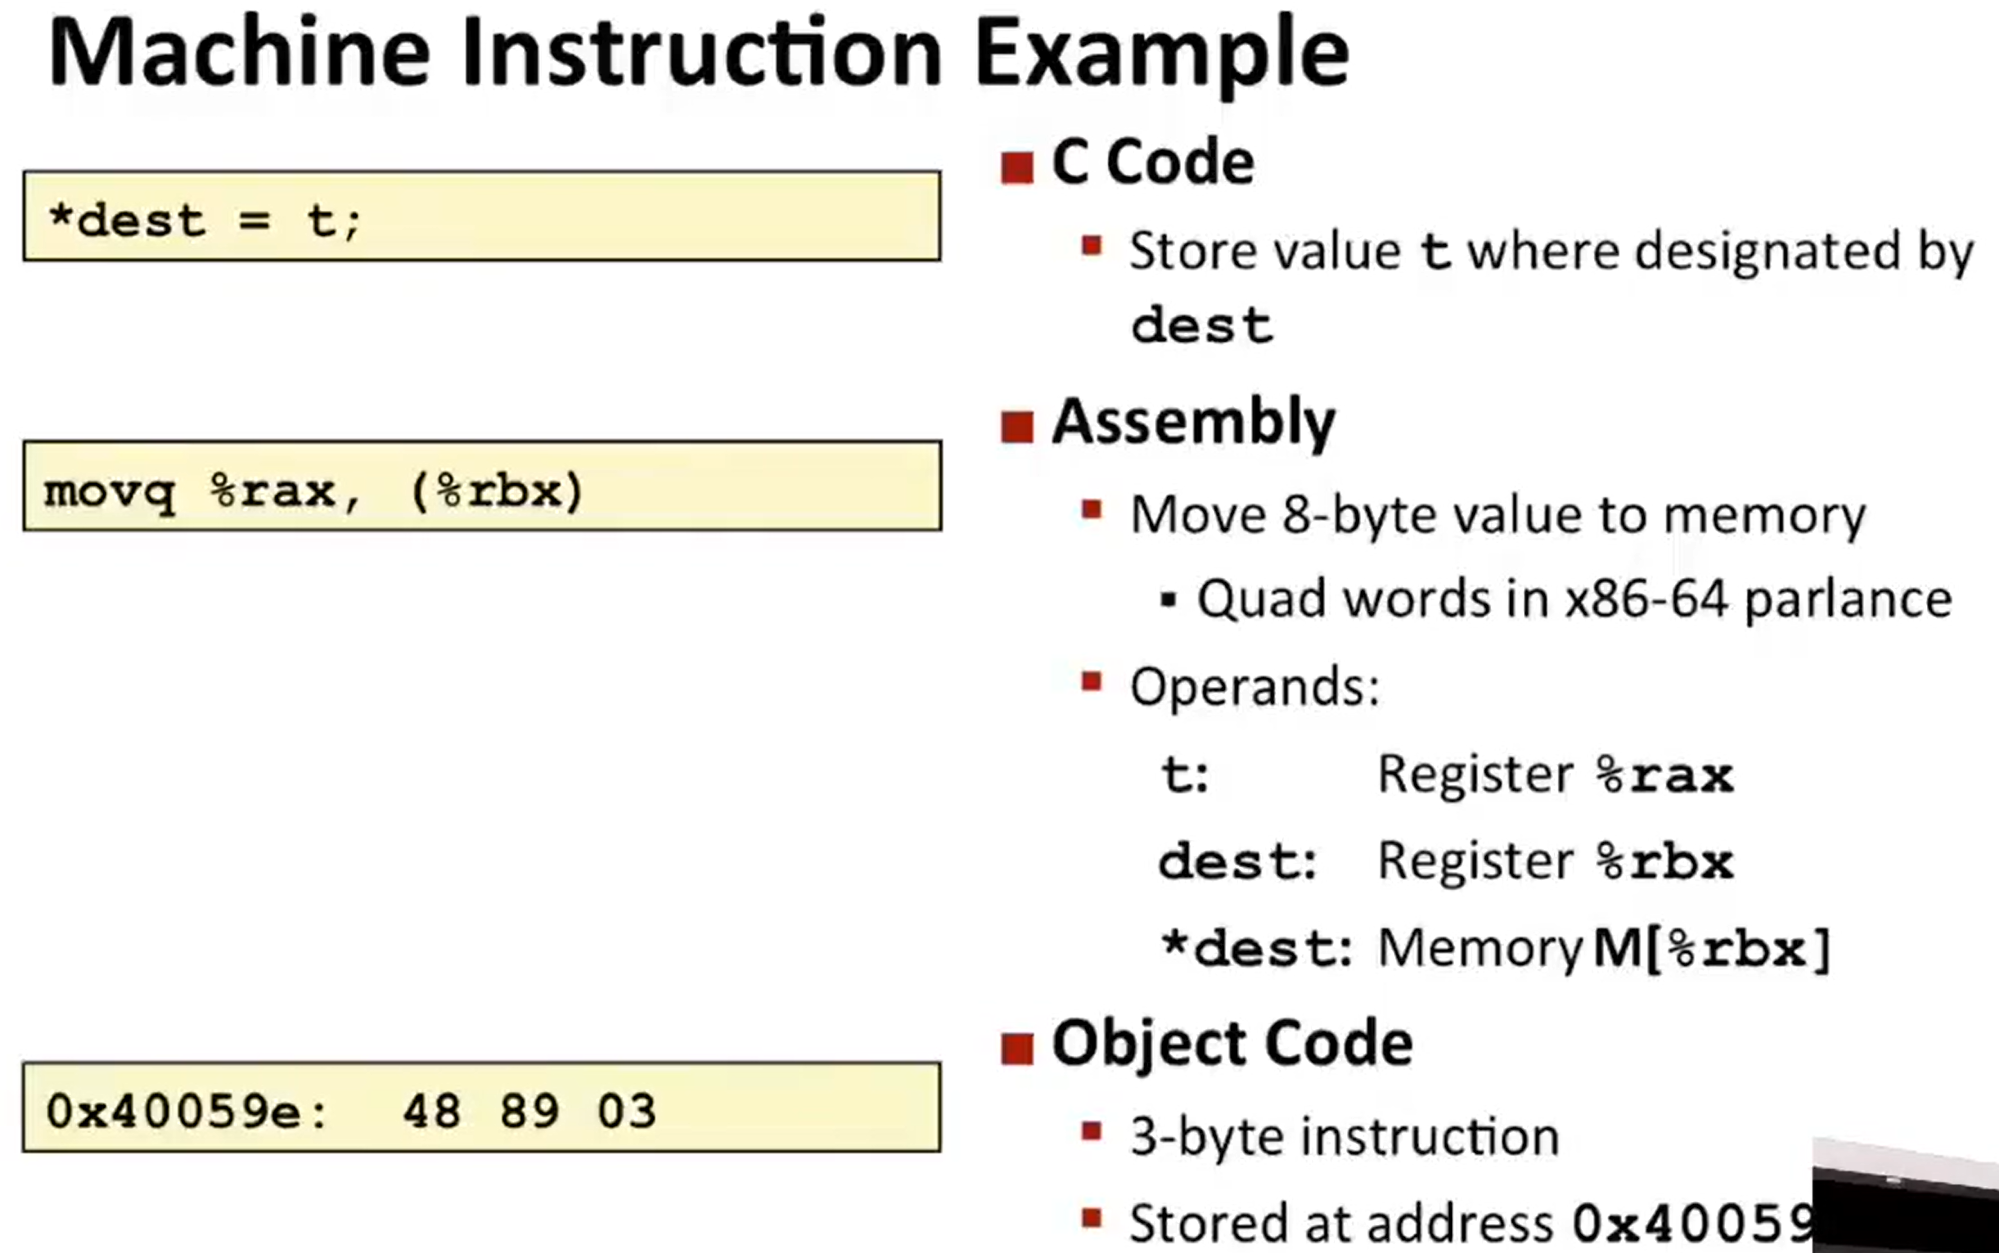 Machine Instruction Example
*dest = t;
C Code
Store value t where designated by
dest
movq %rax, (%rbx)
Assembly
Move 8-byte value to memory
Quad words in x86-64 parlance
Operands:
t: Register %rax
dest: Register %rbx
*dest: Memory M[%rbx]
0x40059e: 48 89 03
Object Code
3-byte instruction
Stored at address 0x40059